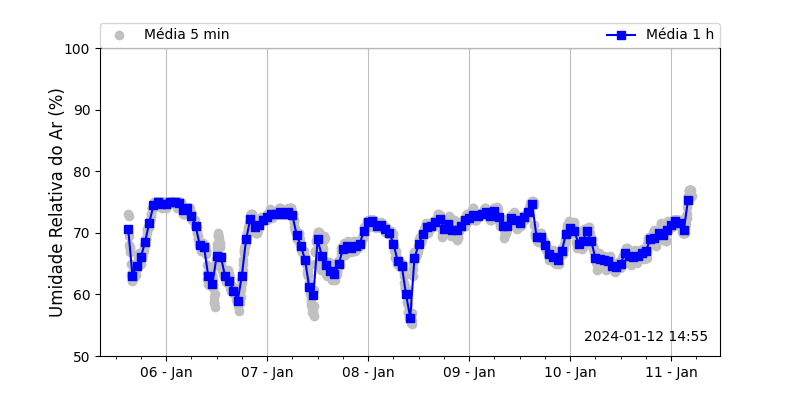 Média 5 min
Média 1 h
100
90
80
70
60
50
Umidade Relativa do Ar (%)
2024-01-12 14:55
06 - Jan
07 - Jan
08 - Jan
09 - Jan
10 - Jan
11 - Jan